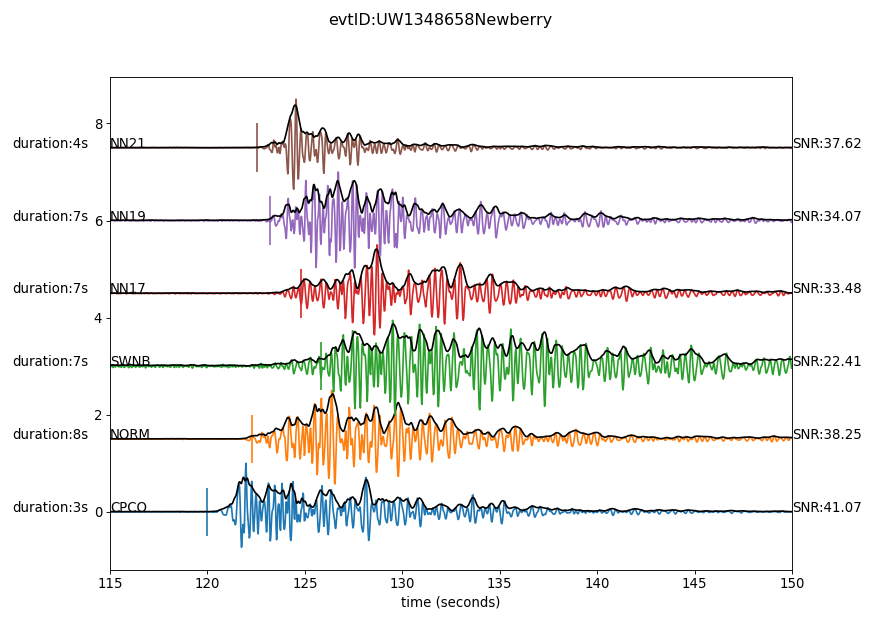 evtID:UW1348658Newberry
8
duration:4s NN21 SNR:37.62
duration:7s NN19 SNR:34.07
6
duration:7s NN17 SNR:33.48
4
duration:7s SWNB SNR:22.41
2
duration:8s NORM SNR:38.25
duration:3s CPCO SNR:41.07
0
115 120 125 130 135 140 145 150
time (seconds)